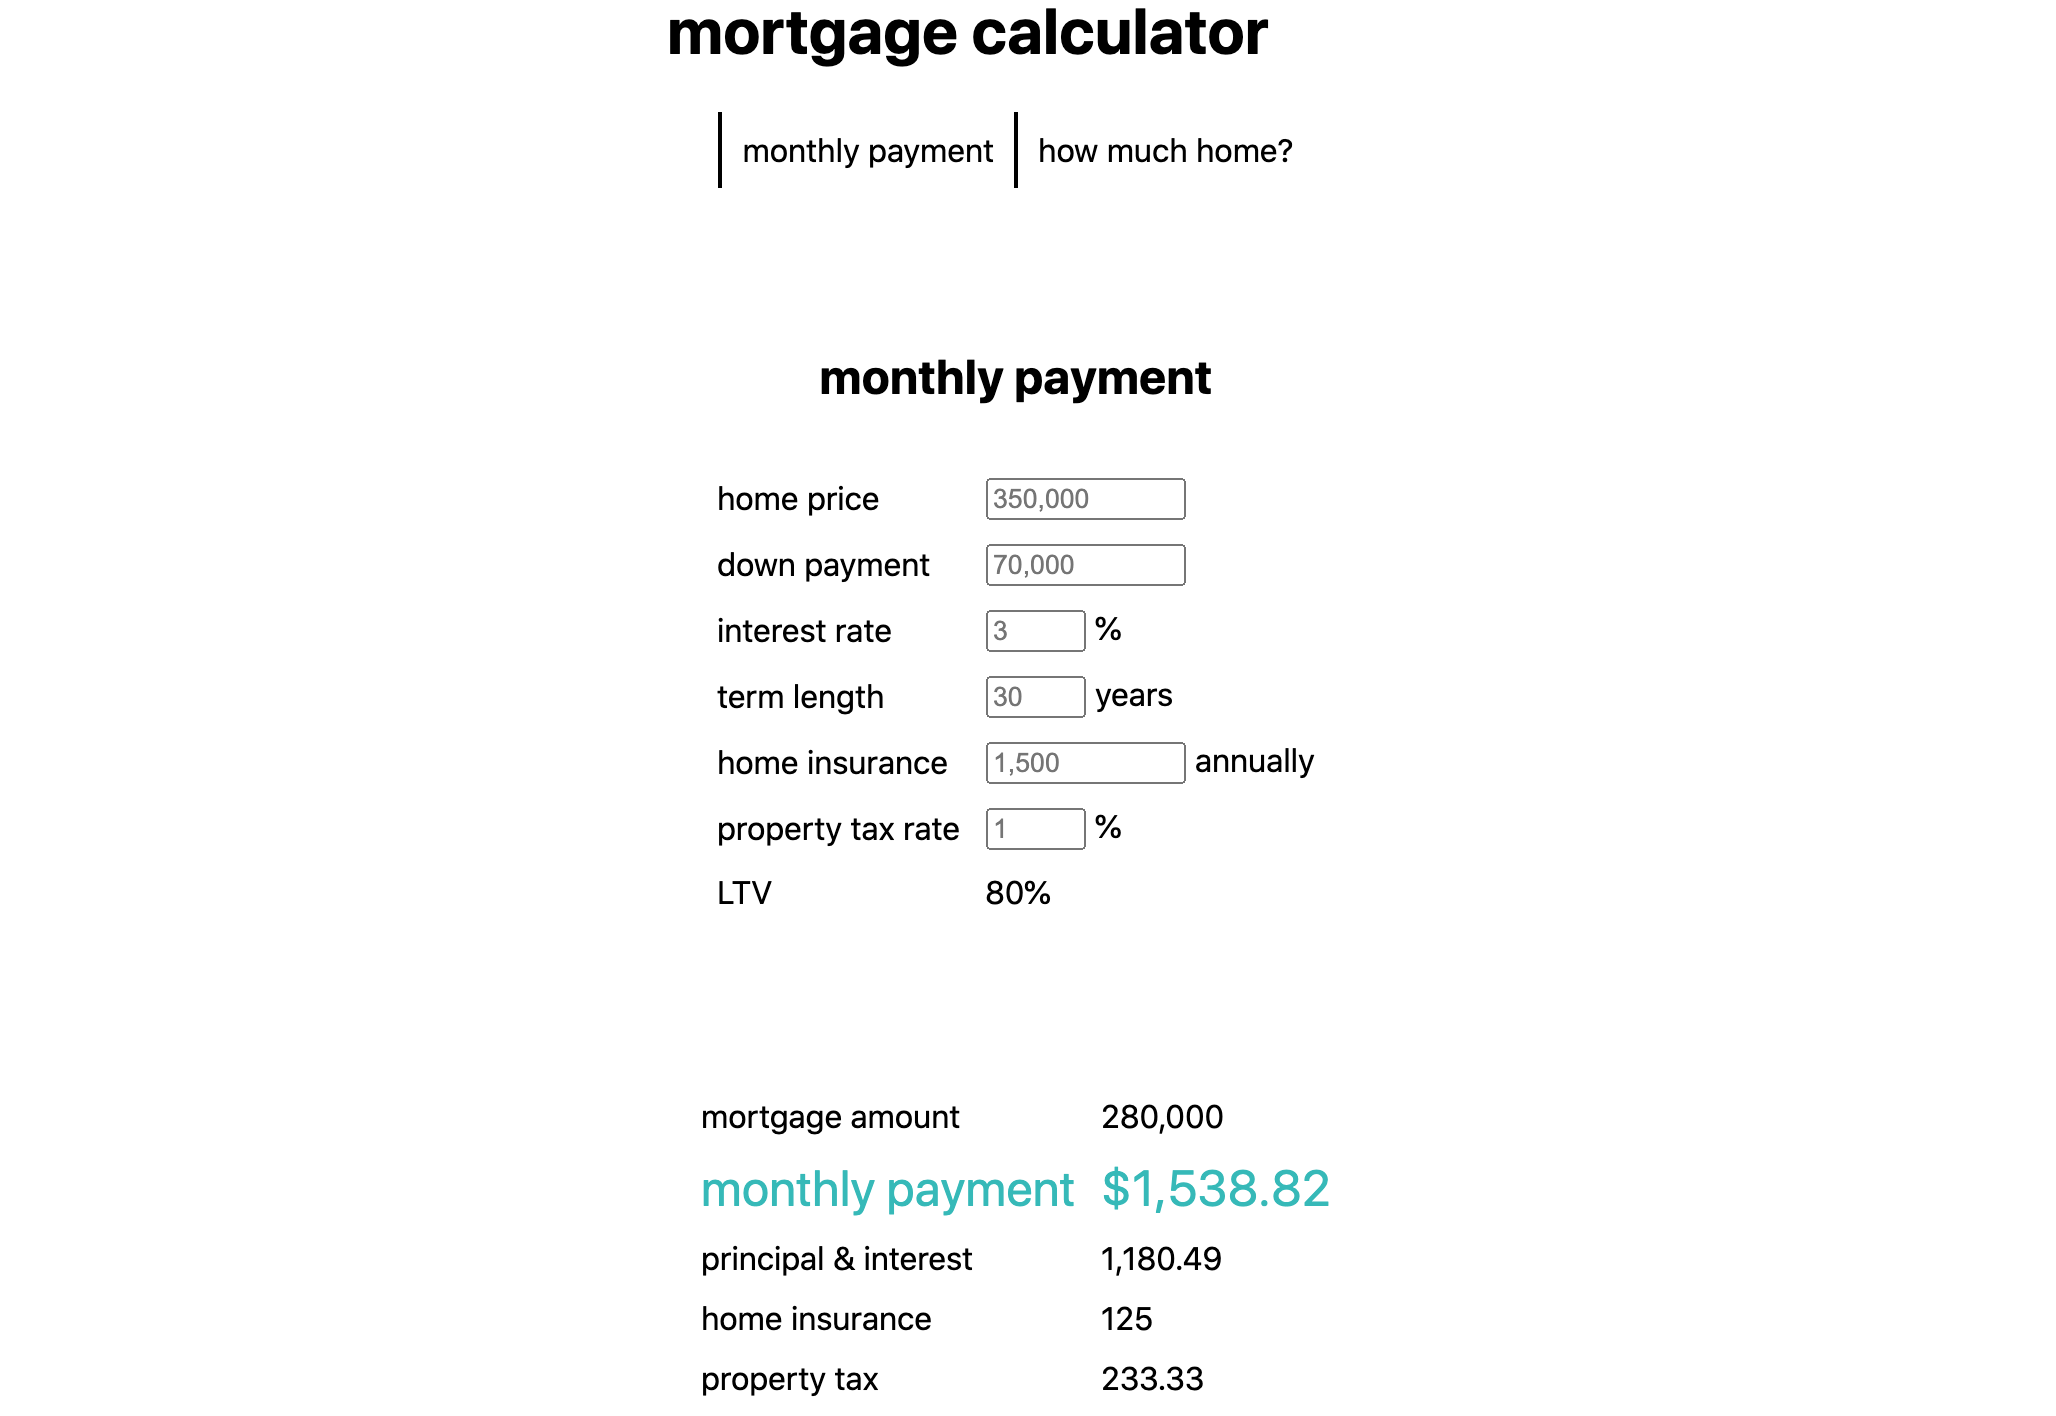 mortgage calculator
monthly payment how much home?
monthly payment
home price 350,000
down payment 70,000
interest rate 3 %
term length 30 years
home insurance 1,500 annually
property tax rate 1 %
LTV 80%
mortgage amount 280,000
monthly payment $1,538.82
principal & interest 1,180.49
home insurance 125
property tax 233.33